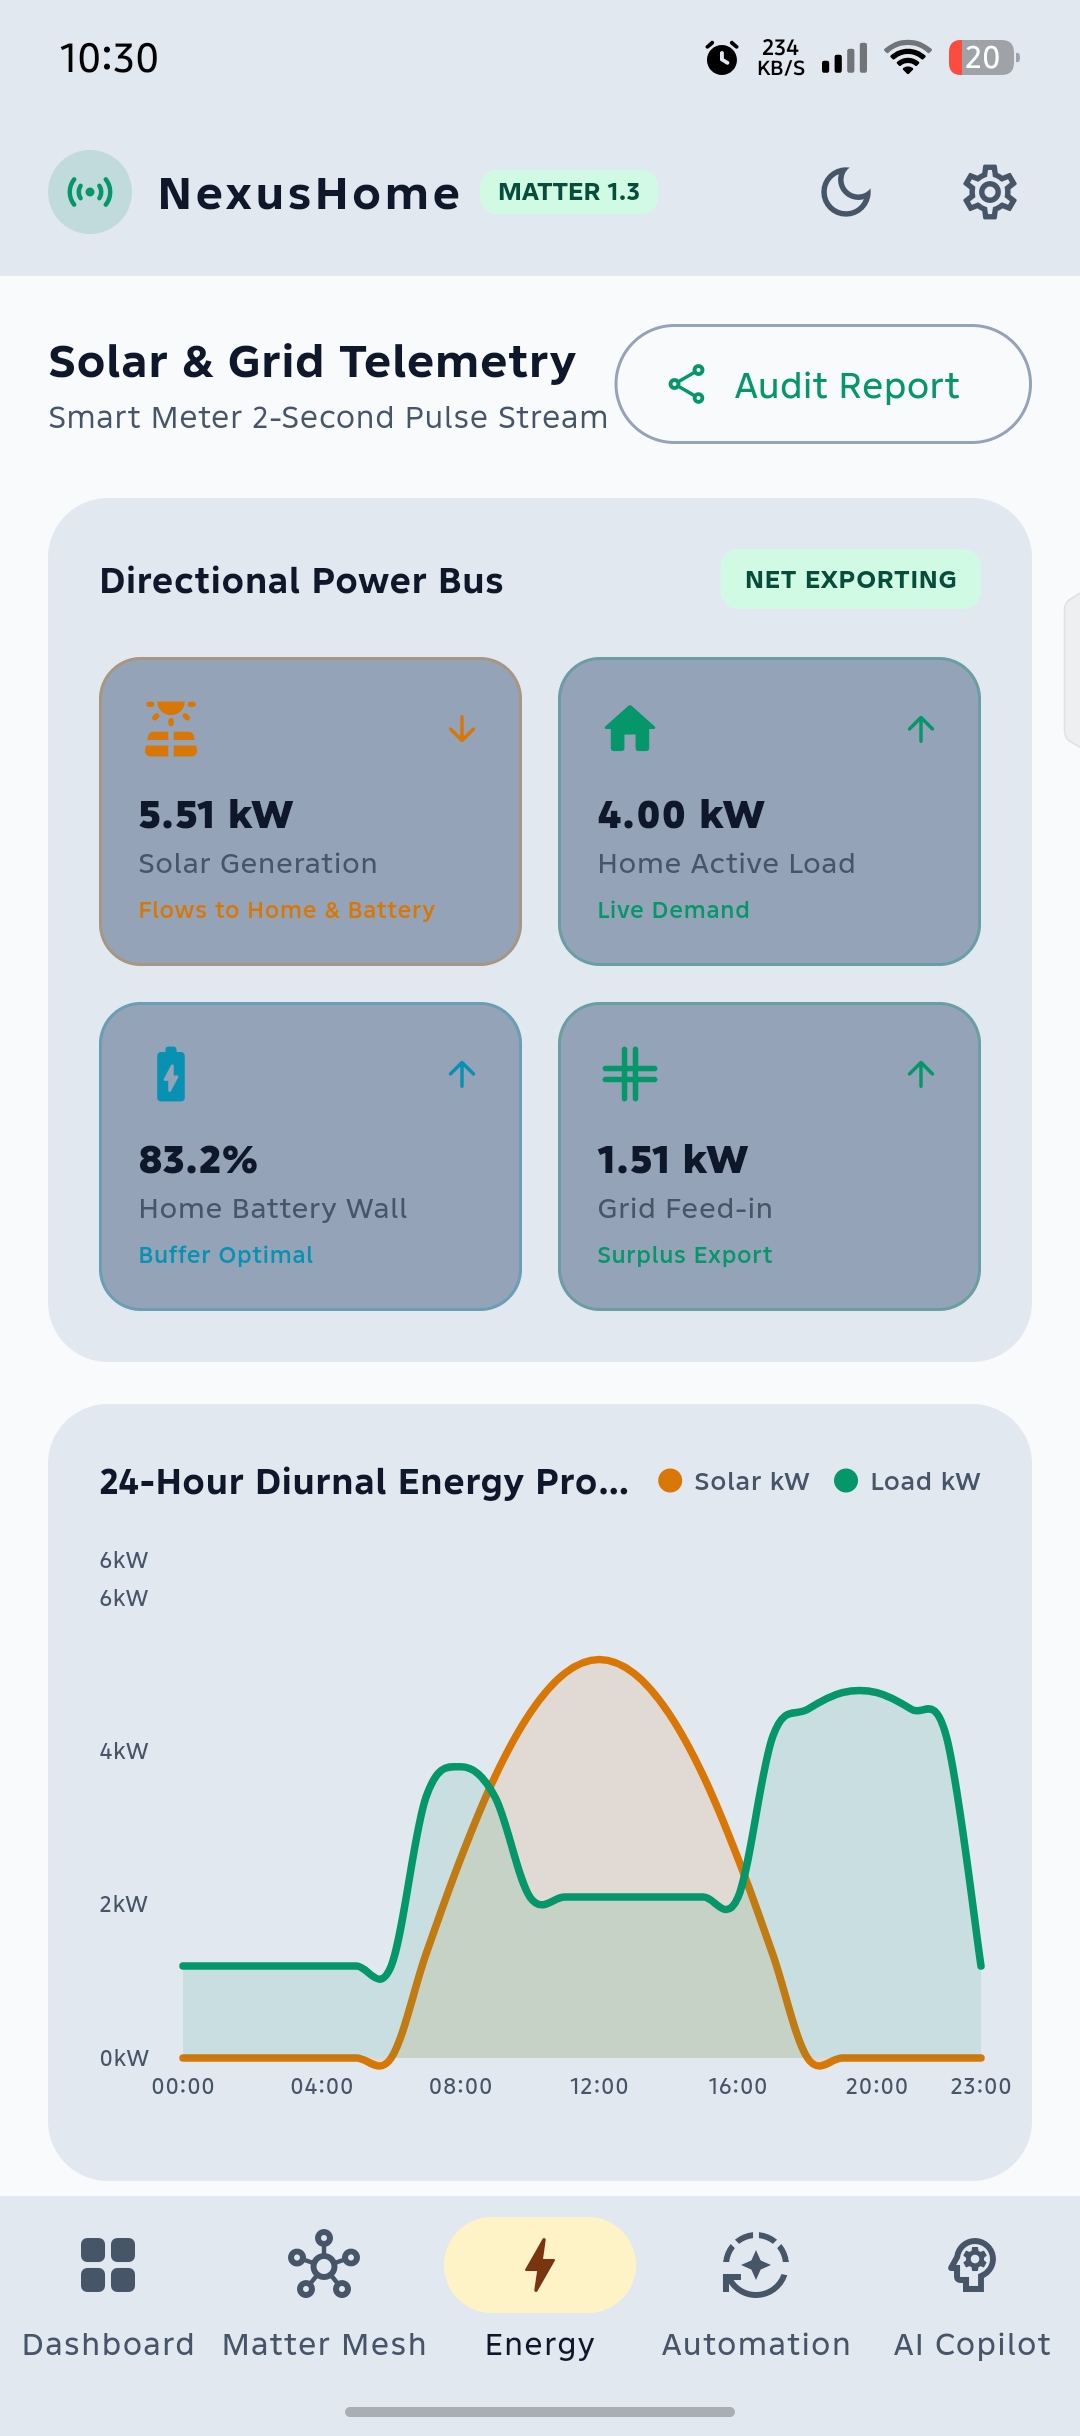 10:30
234
KB/S
20
NexusHome
MATTER 1.3
Solar & Grid Telemetry
Smart Meter 2-Second Pulse Stream
Audit Report
Directional Power Bus
NET EXPORTING
5.51 kW
Solar Generation
Flows to Home & Battery
4.00 kW
Home Active Load
Live Demand
83.2%
Home Battery Wall
Buffer Optimal
1.51 kW
Grid Feed-in
Surplus Export
24-Hour Diurnal Energy Pro...
Solar kW
Load kW
6kW
6kW
4kW
2kW
0kW
00:00 04:00 08:00 12:00 16:00 20:00 23:00
Dashboard
Matter Mesh
Energy
Automation
AI Copilot